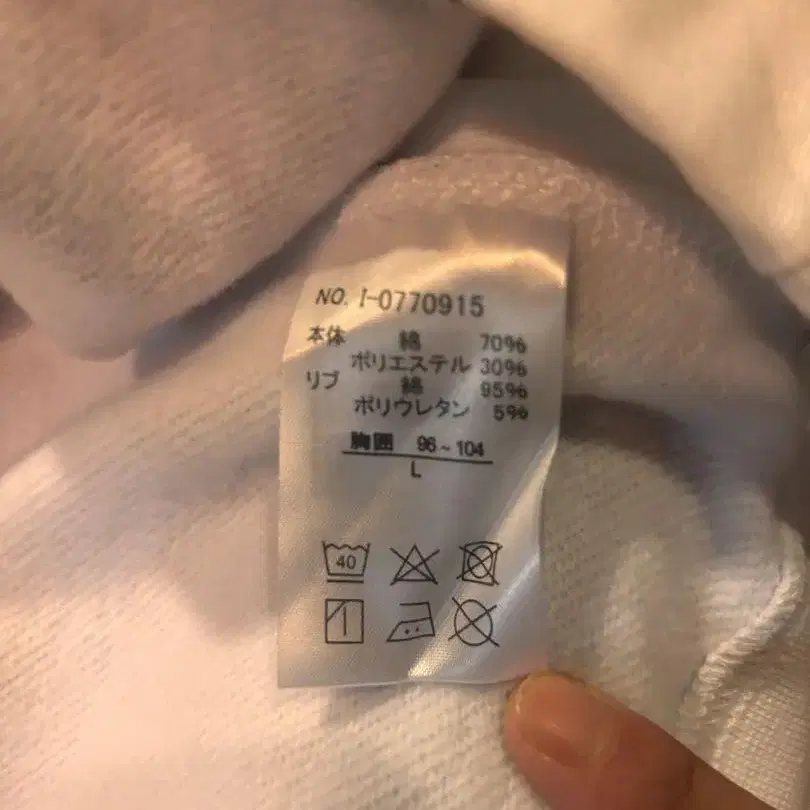 NO. I-0770915
本体 綿 70%
ポリエステル 30%
リブ 綿 95%
ポリウレタン 5%
胸囲 96~104
L
40